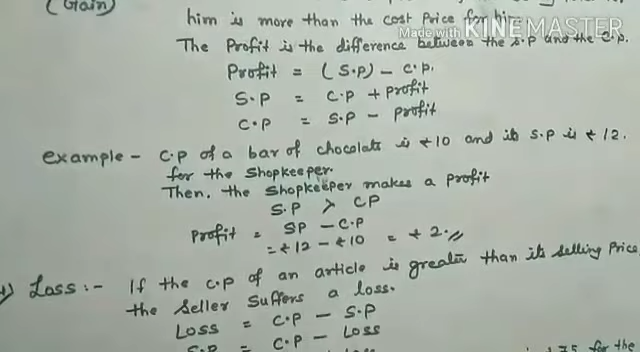 (Gain)
him is more than the cost price for him
Made with KINEMASTER
The Profit is the difference between the S.P and the C.P.
Profit = (S.P) - C.P.
S.P = C.P + Profit
C.P = S.P - Profit
example - C.P of a bar of chocolate is ₹10 and its S.P is ₹12.
for the Shopkeeper.
Then, the Shopkeeper makes a profit
S.P > CP
Profit = SP - C.P
= ₹12 - ₹10 = ₹2.//
Loss :- If the C.P of an article is greater than its selling Price,
the seller suffers a loss.
Loss = C.P - S.P
S.P = C.P - Loss
75 for the